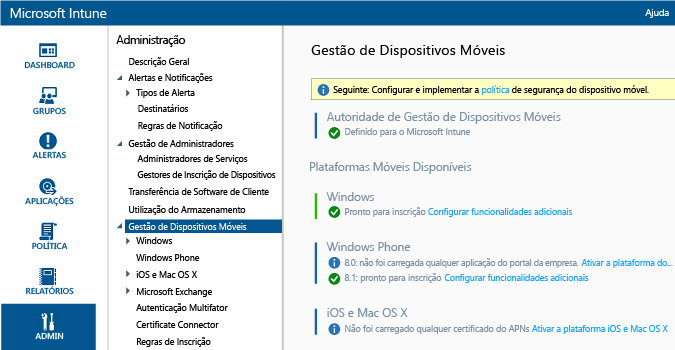 Microsoft Intune
Ajuda
DASHBOARD
GRUPOS
ALERTAS
APLICAÇÕES
POLÍTICA
RELATÓRIOS
ADMIN
Administração
Descrição Geral
Alertas e Notificações
Tipos de Alerta
Destinatários
Regras de Notificação
Gestão de Administradores
Administradores de Serviços
Gestores de Inscrição de Dispositivos
Transferência de Software de Cliente
Utilização do Armazenamento
Gestão de Dispositivos Móveis
Windows
Windows Phone
iOS e Mac OS X
Microsoft Exchange
Autenticação Multifator
Certificate Connector
Regras de Inscrição
Gestão de Dispositivos Móveis
Seguinte: Configurar e implementar a política de segurança do dispositivo móvel.
Autoridade de Gestão de Dispositivos Móveis
Definido para o Microsoft Intune
Plataformas Móveis Disponíveis
Windows
Pronto para inscrição Configurar funcionalidades adicionais
Windows Phone
8.0: não foi carregada qualquer aplicação do portal da empresa. Ativar a plataforma do...
8.1: pronto para inscrição Configurar funcionalidades adicionais
iOS e Mac OS X
Não foi carregado qualquer certificado do APNs Ativar a plataforma iOS e Mac OS X